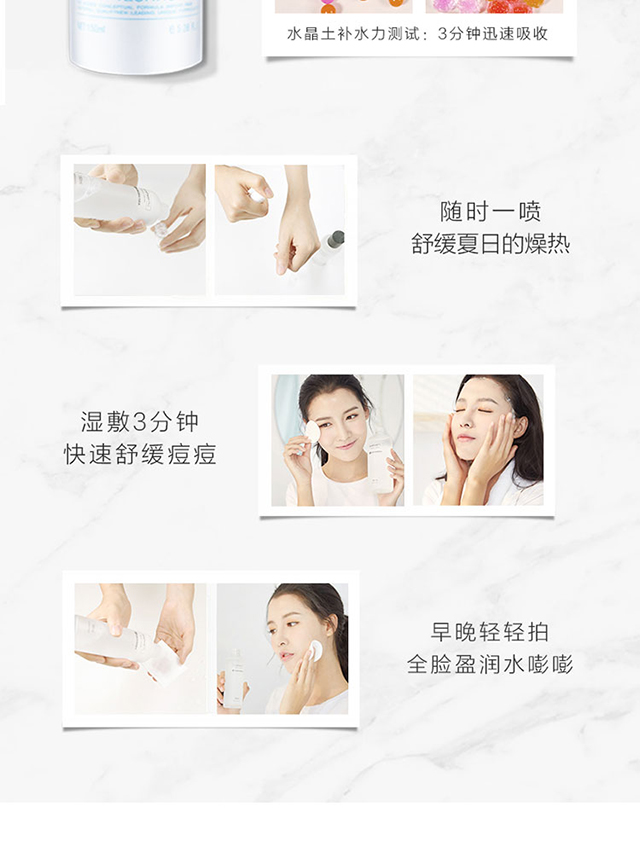 水晶土补水力测试：3分钟迅速吸收
随时一喷
舒缓夏日的燥热
湿敷3分钟
快速舒缓痘痘
早晚轻轻拍
全脸盈润水嘭嘭